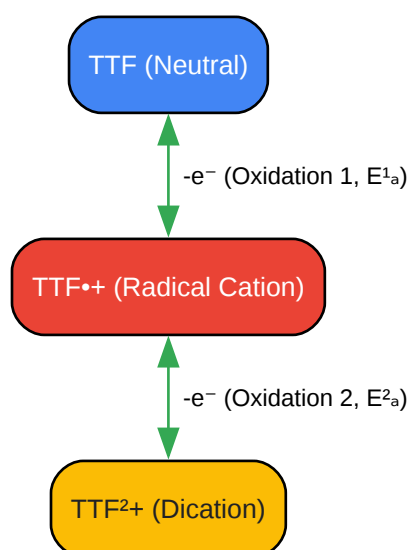 TTF (Neutral)
-e⁻ (Oxidation 1, E¹ₐ)
TTF•+ (Radical Cation)
-e⁻ (Oxidation 2, E²ₐ)
TTF²+ (Dication)